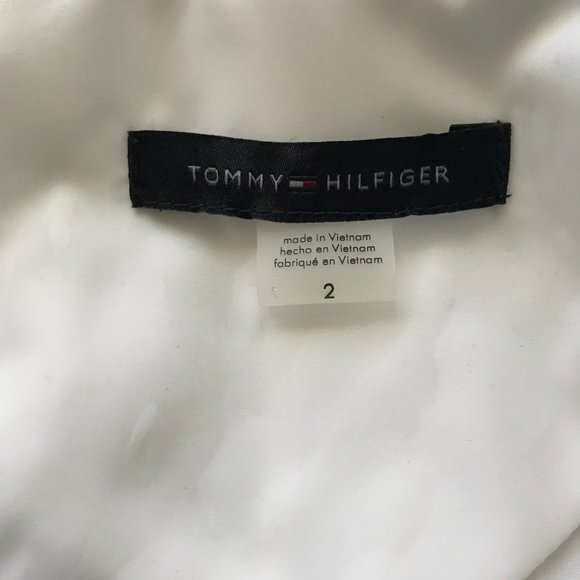 TOMMY HILFIGER
made in Vietnam
hecho en Vietnam
fabriqué en Vietnam
2